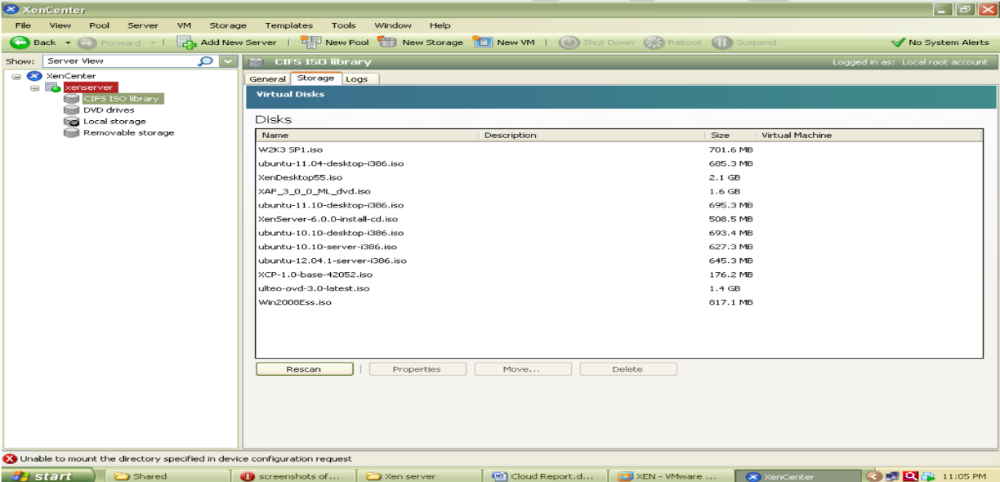 XenCenter
File View Pool Server VM Storage Templates Tools Window Help
Back Forward Add New Server New Pool New Storage New VM Shut Down Reboot Suspend No System Alerts
Show: Server View
XenCenter
xenserver
CIFS ISO library
DVD drives
Local storage
Removable storage
CIFS ISO library Logged in as: Local root account
General Storage Logs
Virtual Disks
Disks
Name Description Size Virtual Machine
W2K3 SP1.iso 701.6 MB
ubuntu-11.04-desktop-i386.iso 685.3 MB
XenDesktop55.iso 2.1 GB
XAF_3_0_0_ML_dvd.iso 1.6 GB
ubuntu-11.10-desktop-i386.iso 695.3 MB
XenServer-6.0.0-install-cd.iso 508.5 MB
ubuntu-10.10-desktop-i386.iso 693.4 MB
ubuntu-10.10-server-i386.iso 627.3 MB
ubuntu-12.04.1-server-i386.iso 645.3 MB
XCP-1.0-base-42052.iso 176.2 MB
ulteo-ovd-3.0-latest.iso 1.4 GB
Win2008Ess.iso 817.1 MB
Rescan Properties Move... Delete
Unable to mount the directory specified in device configuration request
start Shared screenshots of... Xen server Cloud Report.d... XEN - VMware ... XenCenter 11:05 PM